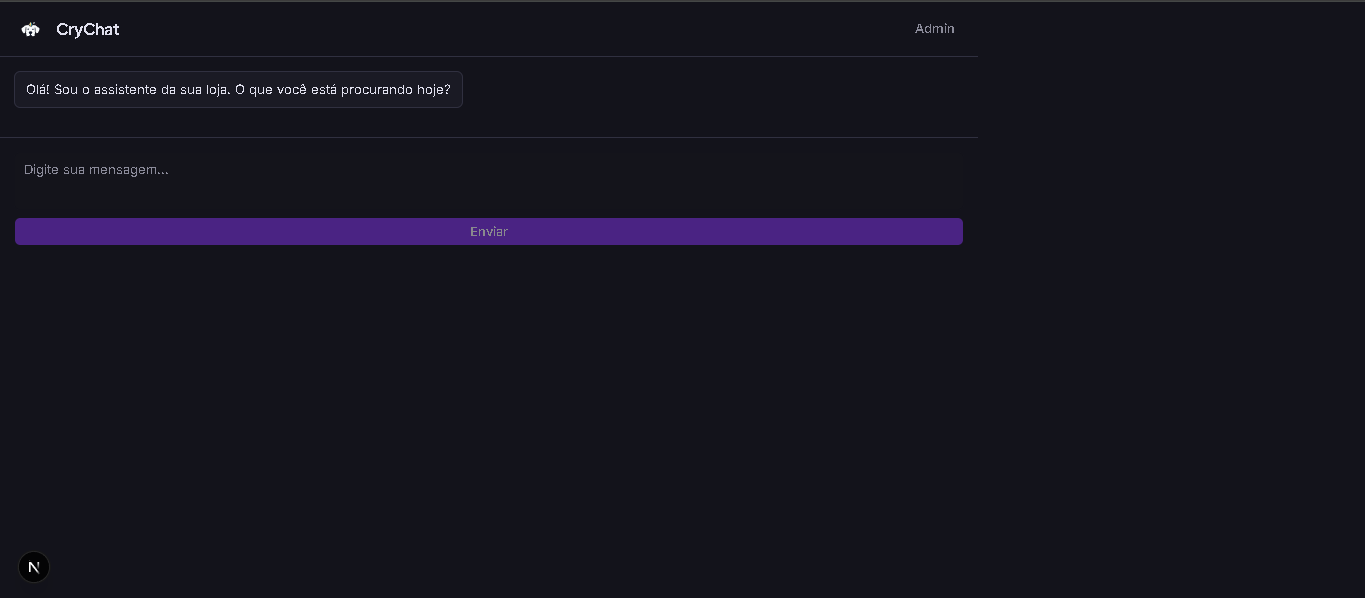 CryChat
Admin
Olá! Sou o assistente da sua loja. O que você está procurando hoje?
Digite sua mensagem...
Enviar
N